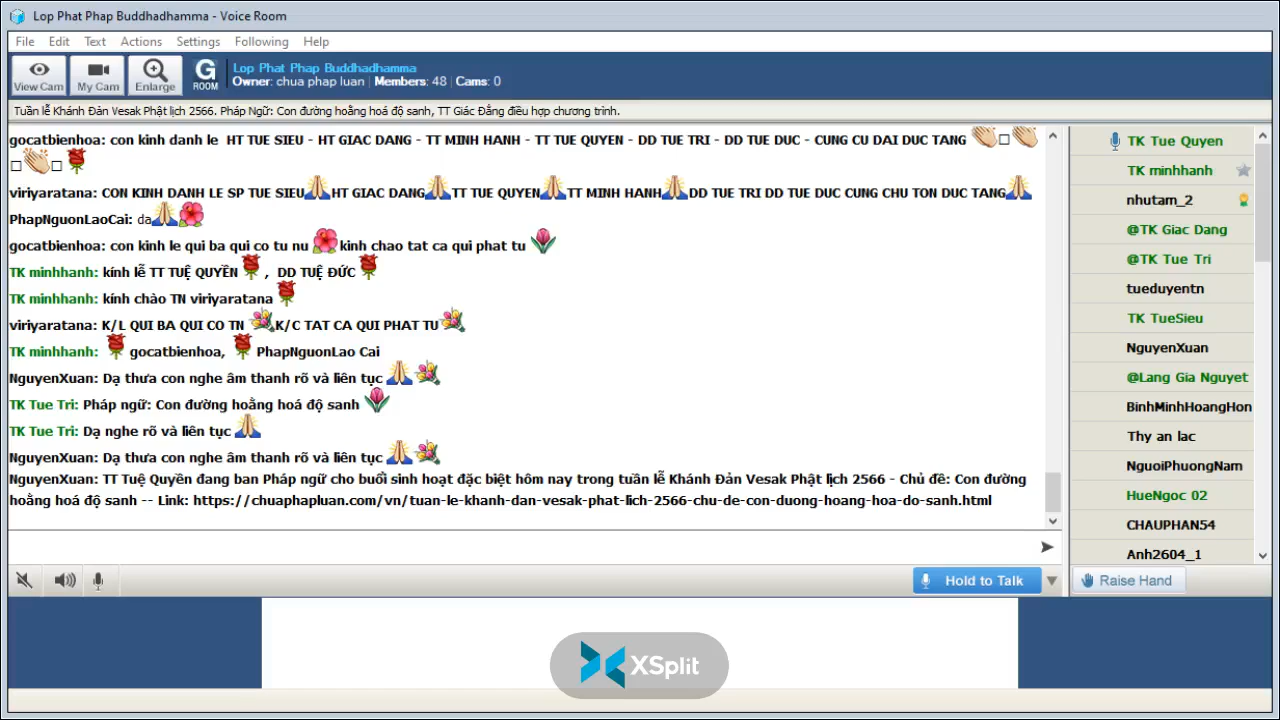 Lop Phat Phap Buddhadhamma - Voice Room
File Edit Text Actions Settings Following Help
View Cam My Cam Enlarge G ROOM
Lop Phat Phap Buddhadhamma
Owner: chua phap luan | Members: 48 | Cams: 0
Tuần lễ Khánh Đản Vesak Phật lịch 2566. Pháp Ngữ: Con đường hoằng hoá độ sanh, TT Giác Đẳng điều hợp chương trình.
gocatbienhoa: con kinh danh le HT TUE SIEU - HT GIAC DANG - TT MINH HANH - TT TUE QUYEN - DD TUE TRI - DD TUE DUC - CUNG CU DAI DUC TANG
viriyaratana: CON KINH DANH LE SP TUE SIEU HT GIAC DANG TT TUE QUYEN TT MINH HANH DD TUE TRI DD TUE DUC CUNG CHU TON DUC TANG
PhapNguonLaoCai: da
gocatbienhoa: con kinh le qui ba qui co tu nu kinh chao tat ca qui phat tu
TK minhhanh: kính lễ TT TUỆ QUYỀN , DD TUỆ ĐỨC
TK minhhanh: kính chào TN viriyaratana
viriyaratana: K/L QUI BA QUI CO TN K/C TAT CA QUI PHAT TU
TK minhhanh: gocatbienhoa, PhapNguonLao Cai
NguyenXuan: Dạ thưa con nghe âm thanh rõ và liên tục
TK Tue Tri: Pháp ngữ: Con đường hoằng hoá độ sanh
TK Tue Tri: Dạ nghe rõ và liên tục
NguyenXuan: Dạ thưa con nghe âm thanh rõ và liên tục
NguyenXuan: TT Tuệ Quyền đang ban Pháp ngữ cho buổi sinh hoạt đặc biệt hôm nay trong tuần lễ Khánh Đản Vesak Phật lịch 2566 - Chủ đề: Con đường
hoằng hoá độ sanh -- Link: https://chuaphapluan.com/vn/tuan-le-khanh-dan-vesak-phat-lich-2566-chu-de-con-duong-hoang-hoa-do-sanh.html
TK Tue Quyen
TK minhhanh
nhutam_2
@TK Giac Dang
@TK Tue Tri
tueduyentn
TK TueSieu
NguyenXuan
@Lang Gia Nguyet
BinhMinhHoangHon
Thy an lac
NguoiPhuongNam
HueNgoc 02
CHAUPHAN54
Anh2604_1
Hold to Talk
Raise Hand
XSplit